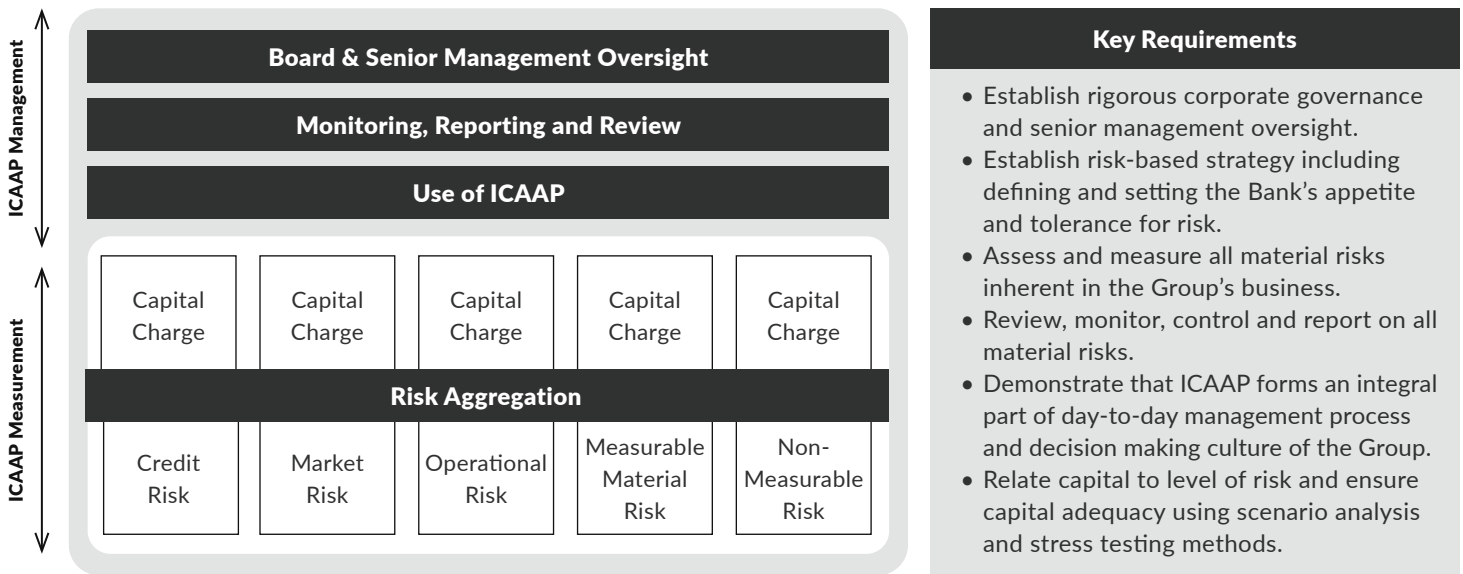 ICAAP Management
Board & Senior Management Oversight
Monitoring, Reporting and Review
Use of ICAAP
ICAAP Measurement
Capital
Charge
Capital
Charge
Capital
Charge
Capital
Charge
Capital
Charge
Risk Aggregation
Credit
Risk
Market
Risk
Operational
Risk
Measurable
Material
Risk
Non-
Measurable
Risk
Key Requirements
• Establish rigorous corporate governance
and senior management oversight.
• Establish risk-based strategy including
defining and setting the Bank’s appetite
and tolerance for risk.
• Assess and measure all material risks
inherent in the Group’s business.
• Review, monitor, control and report on all
material risks.
• Demonstrate that ICAAP forms an integral
part of day-to-day management process
and decision making culture of the Group.
• Relate capital to level of risk and ensure
capital adequacy using scenario analysis
and stress testing methods.